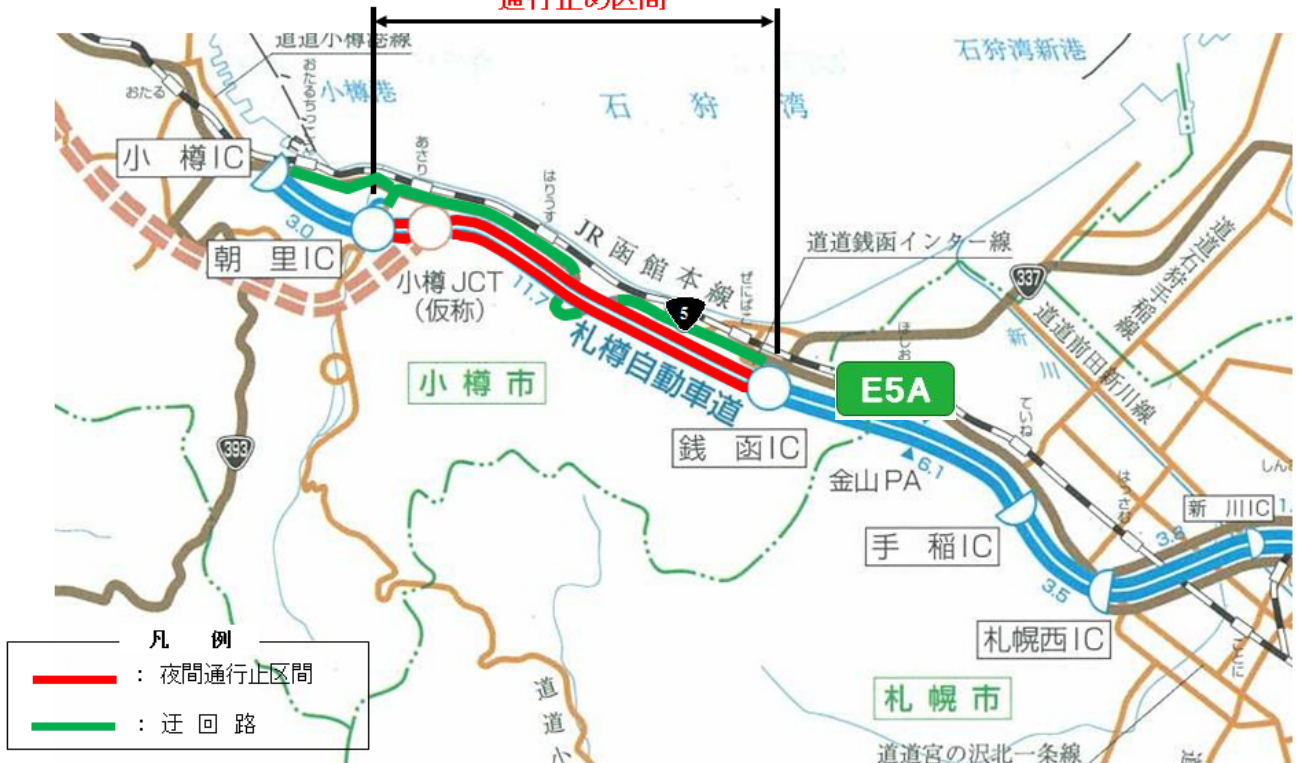 通行止め区間
道道小樽港線
おたる
おたるちっこう
小樽港
石狩湾
石狩湾新港
小樽IC
あさり
はりうす
3.0
朝里IC
小樽JCT
(仮称)
11.7
JR函館本線
ぜにばこ
道道銭函インター線
5
札樽自動車道
337
道道石狩手稲線
道道前田新川線
新川
E5A
小樽市
393
銭函IC
金山PA
6.1
ていね
はっさむ
手稲IC
新川IC
3.8
3.5
札幌西IC
ことに
札幌市
道道宮の沢北一条線
道道小
凡例
: 夜間通行止区間
: 迂回路